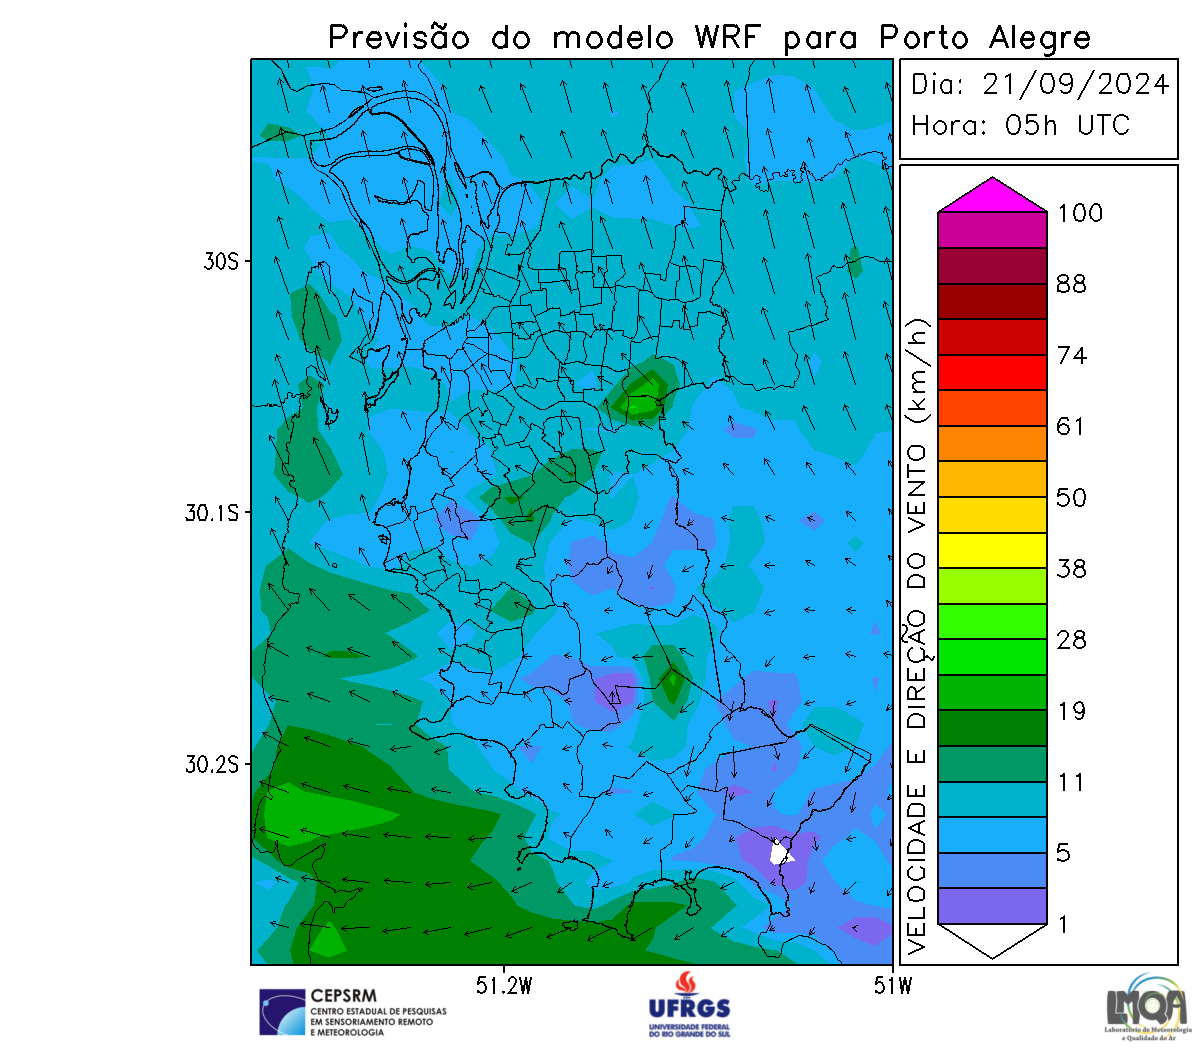 Previsão do modelo WRF para Porto Alegre
Dia: 21/09/2024
Hora: 05h UTC
30S
30.1S
30.2S
51.2W
51W
VELOCIDADE E DIREÇÃO DO VENTO (km/h)
100
88
74
61
50
38
28
19
11
5
1
CEPSRM
CENTRO ESTADUAL DE PESQUISAS
EM SENSORIAMENTO REMOTO
E METEOROLOGIA
UFRGS
UNIVERSIDADE FEDERAL
DO RIO GRANDE DO SUL
LMQA
Laboratório de Meteorologia
e Qualidade do Ar